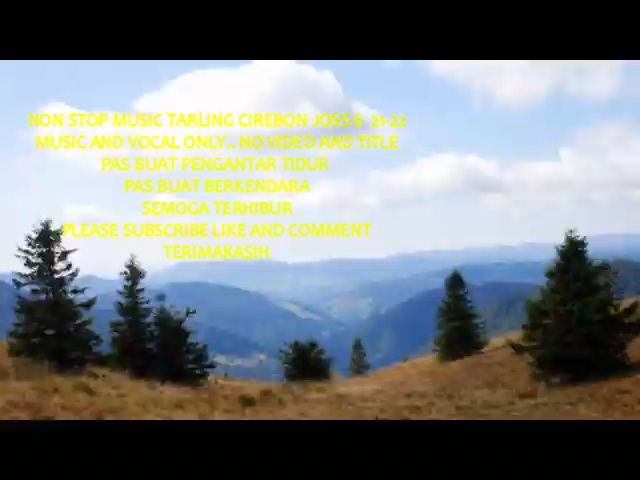 NON STOP MUSIC TARLING CIREBON JOSS 6 21-22
MUSIC AND VOCAL ONLY.. NO VIDEO AND TITLE
PAS BUAT PENGANTAR TIDUR
PAS BUAT BERKENDARA
SEMOGA TERHIBUR
PLEASE SUBSCRIBE LIKE AND COMMENT
TERIMAKASIH